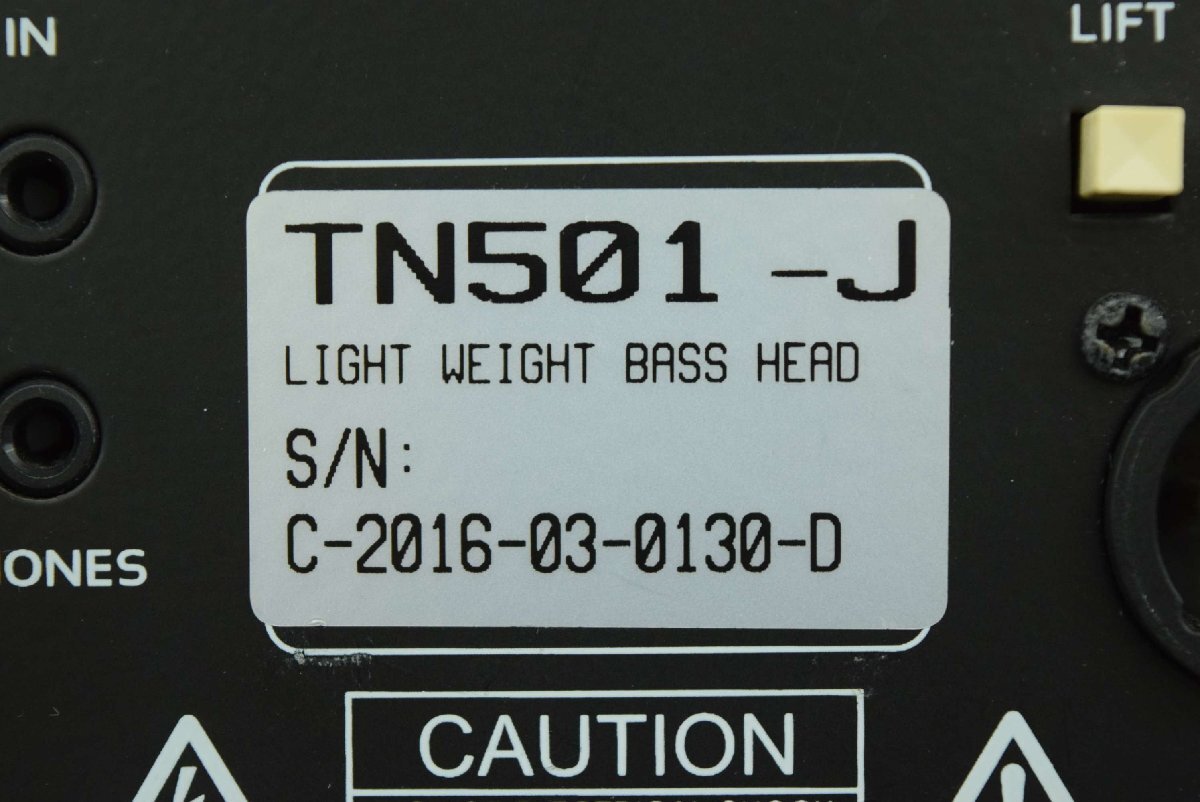 IN
LIFT
TN501 -J
LIGHT WEIGHT BASS HEAD
S/N:
C-2016-03-0130-D
ONES
CAUTION